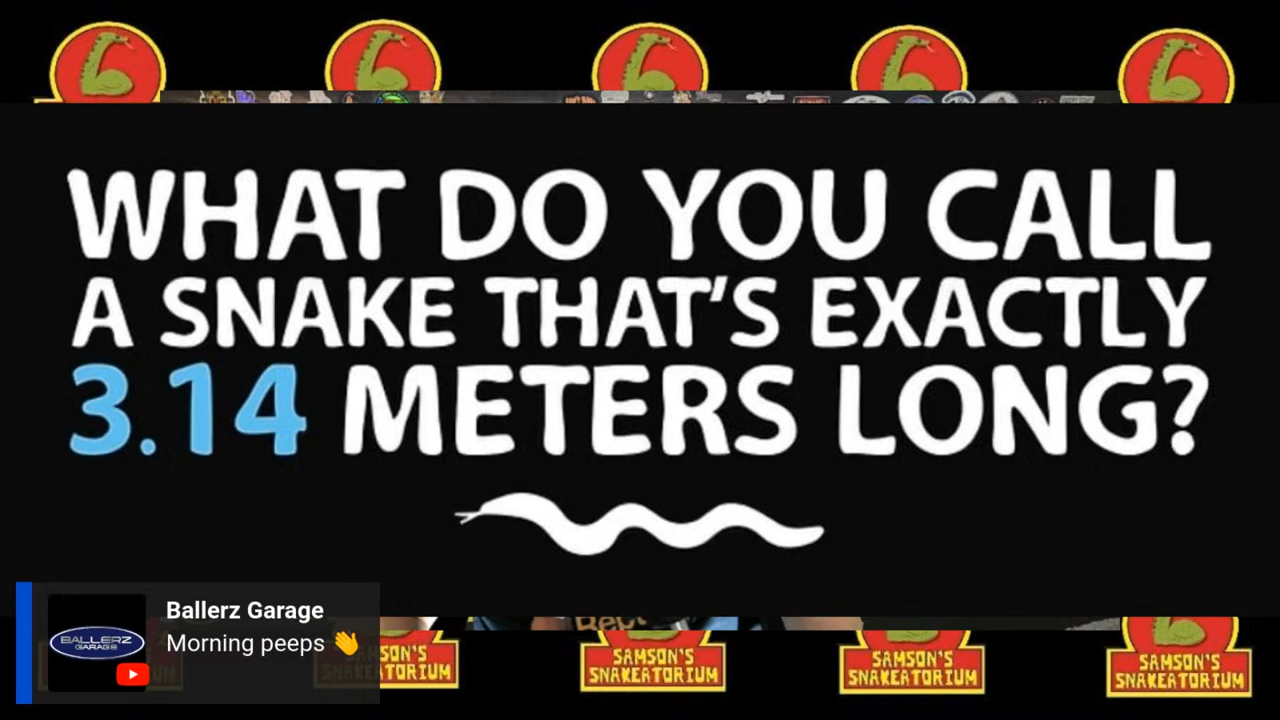 WHAT DO YOU CALL
A SNAKE THAT'S EXACTLY
3.14 METERS LONG?
Ballerz Garage
Morning peeps 👋
BALLERZ
GARAGE
SAMSON'S
SNAKEATORIUM
SAMSON'S
SNAKEATORIUM
SAMSON'S
SNAKEATORIUM